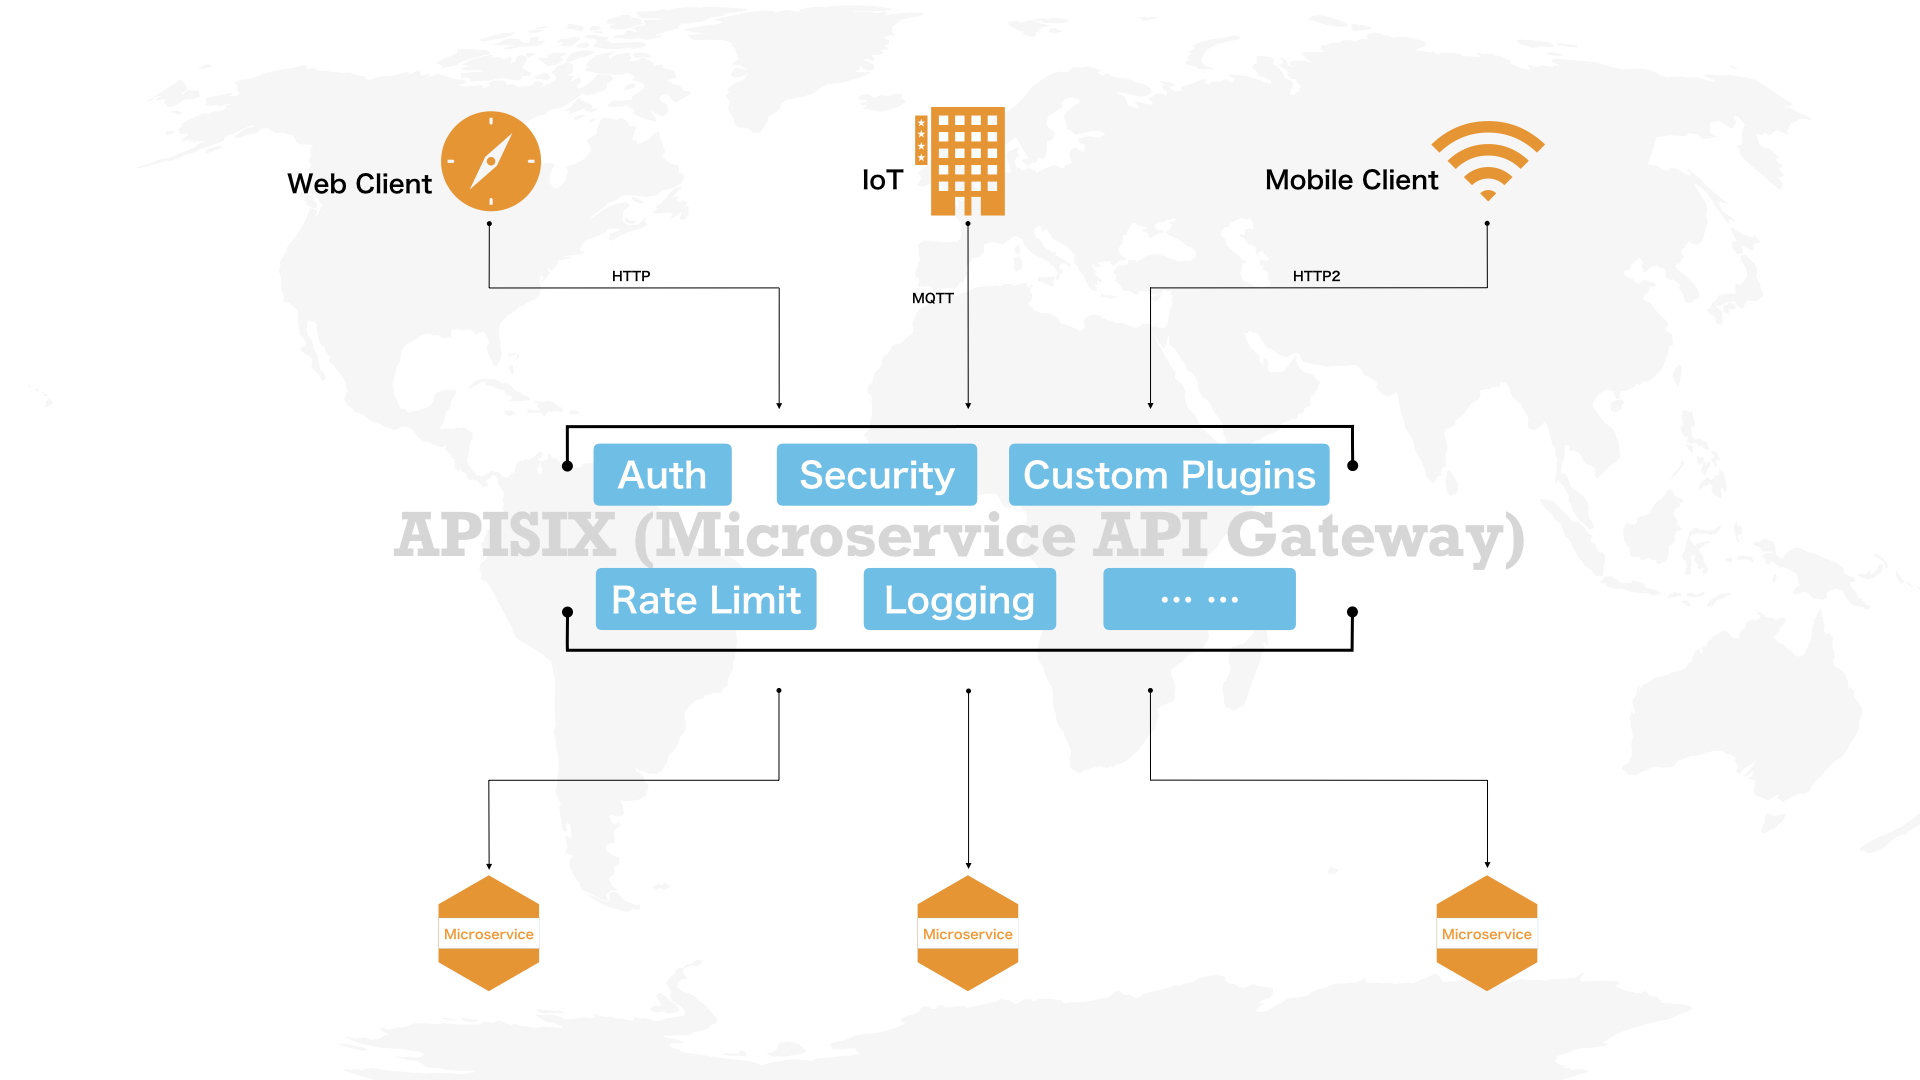 Web Client
IoT
Mobile Client
HTTP
MQTT
HTTP2
Auth
Security
Custom Plugins
APISIX (Microservice API Gateway)
Rate Limit
Logging
... ...
Microservice
Microservice
Microservice